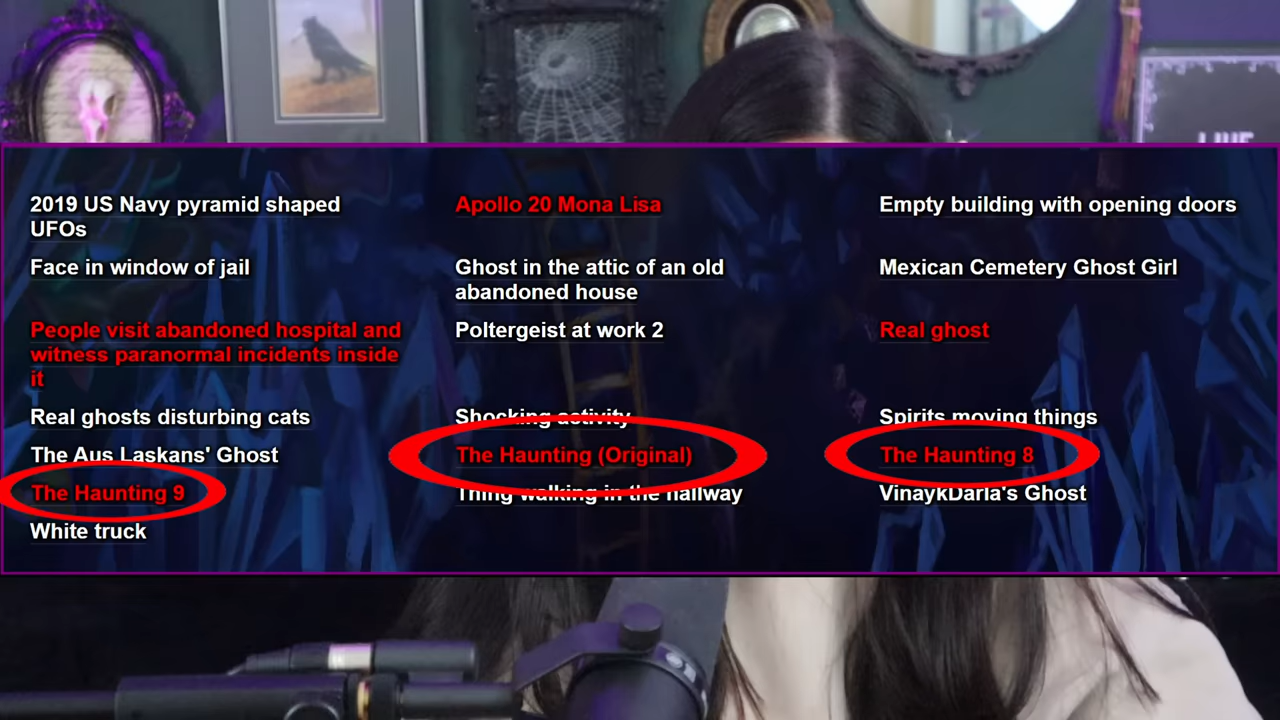 LIVE
2019 US Navy pyramid shaped
UFOs
Apollo 20 Mona Lisa
Empty building with opening doors
Face in window of jail
Ghost in the attic of an old
abandoned house
Mexican Cemetery Ghost Girl
People visit abandoned hospital and
witness paranormal incidents inside
it
Poltergeist at work 2
Real ghost
Real ghosts disturbing cats
Shocking activity
Spirits moving things
The Aus Laskans' Ghost
The Haunting (Original)
The Haunting 8
The Haunting 9
Thing walking in the hallway
VinaykDarla's Ghost
White truck